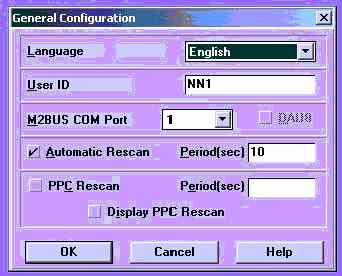 General Configuration
Language English
User ID NN1
M2BUS COM Port 1
Automatic Rescan Period(sec) 10
PPC Rescan Period(sec)
Display PPC Rescan
OK Cancel Help